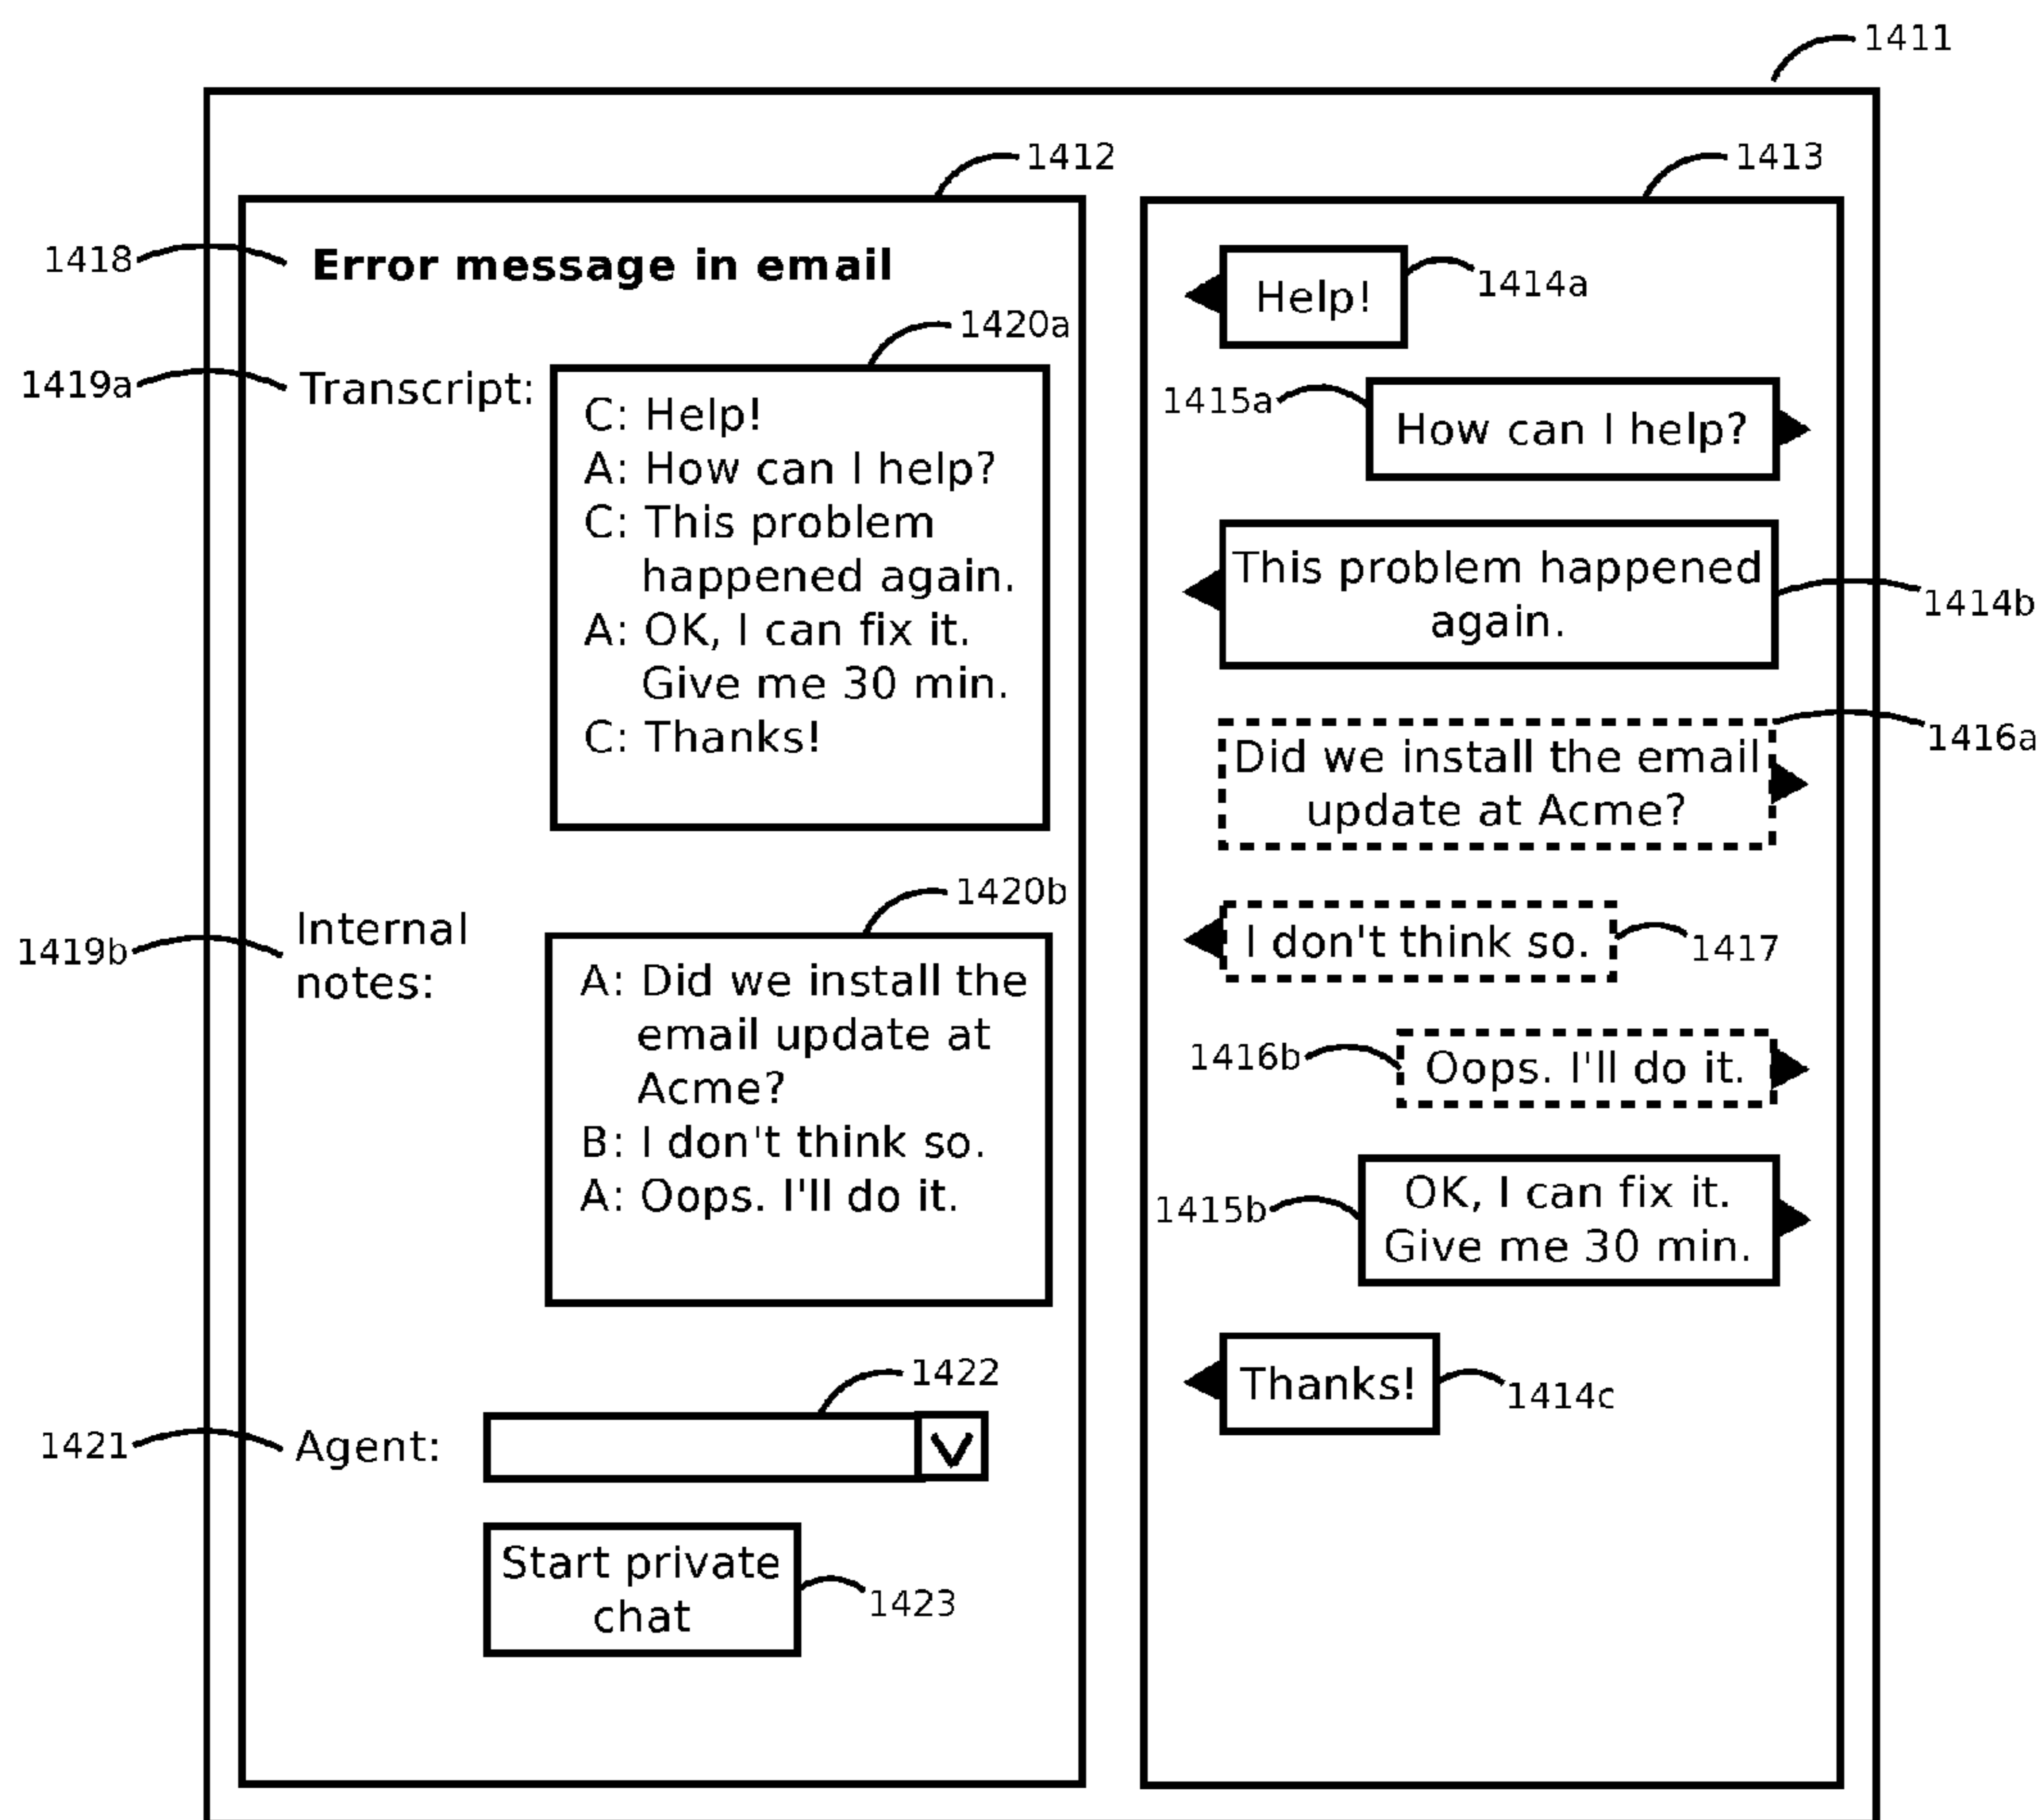 1411
1412
1413
1418
Error message in email
1420a
1419a
Transcript:
C: Help!
A: How can I help?
C: This problem
happened again.
A: OK, I can fix it.
Give me 30 min.
C: Thanks!
1420b
1419b
Internal
notes:
A: Did we install the
email update at
Acme?
B: I don't think so.
A: Oops. I'll do it.
1422
1421
Agent:
V
Start private
chat
1423
Help!
1414a
1415a
How can I help?
This problem happened
again.
1414b
Did we install the email
update at Acme?
1416a
I don't think so.
1417
1416b
Oops. I'll do it.
1415b
OK, I can fix it.
Give me 30 min.
Thanks!
1414c